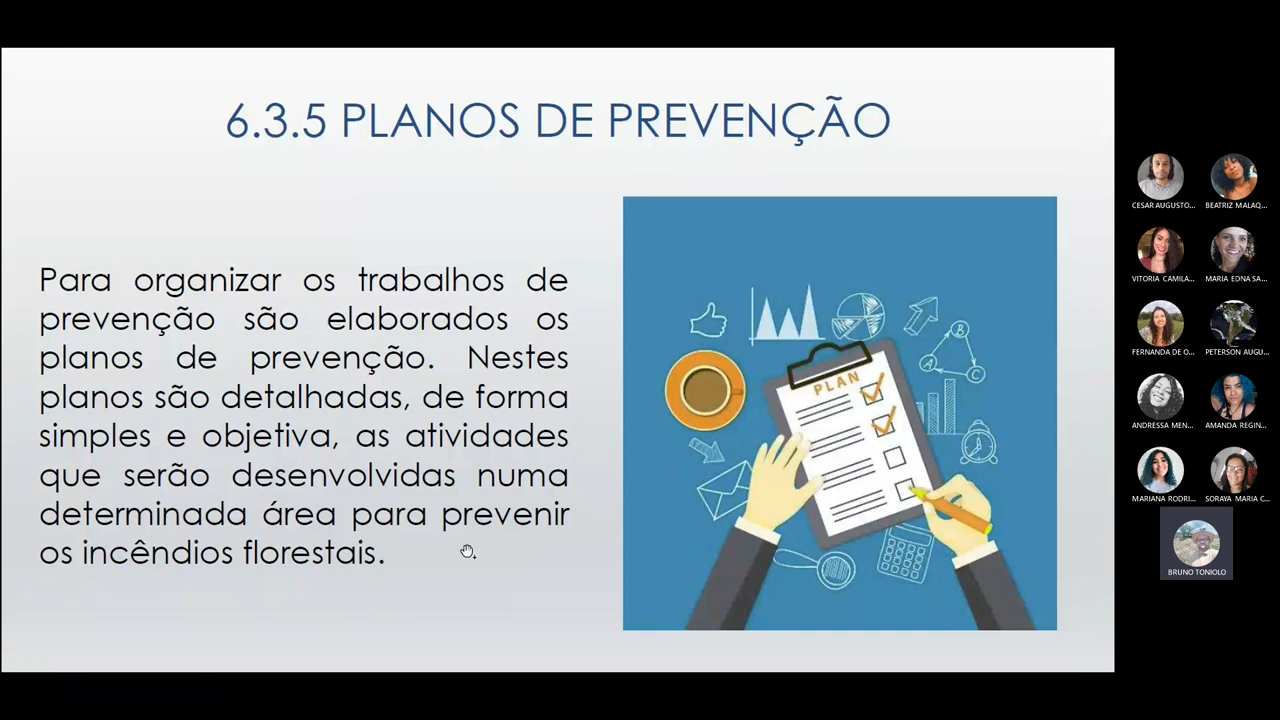 6.3.5 PLANOS DE PREVENÇÃO
Para organizar os trabalhos de
prevenção são elaborados os
planos de prevenção. Nestes
planos são detalhadas, de forma
simples e objetiva, as atividades
que serão desenvolvidas numa
determinada área para prevenir
os incêndios florestais.
PLAN
B
A
C
CESAR AUGUSTO...
BEATRIZ MALAQ...
VITORIA CAMILA...
MARIA EDNA SA...
FERNANDA DE O...
PETERSON AUGU...
ANDRESSA MEN...
AMANDA REGIN...
MARIANA RODRI...
SORAYA MARIA C...
BRUNO TONIOLO